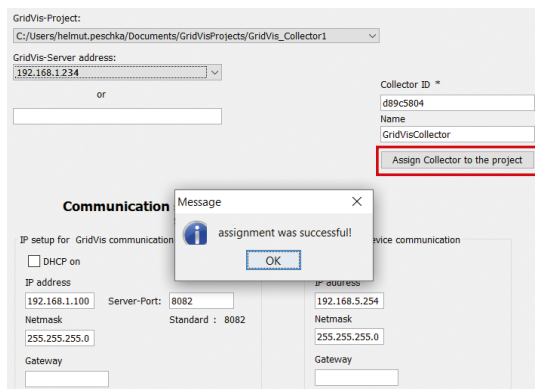 GridVis-Project:
C:/Users/helmut.peschka/Documents/GridVisProjects/GridVis_Collector1
GridVis-Server address:
192.168.1.234
or
Collector ID *
d89c5804
Name
GridVisCollector
Assign Collector to the project
Communication
Message
assignment was successful!
OK
IP setup for GridVis communication
evice communication
DHCP on
IP address
192.168.1.100 Server-Port: 8082
Netmask Standard : 8082
255.255.255.0
Gateway
IP address
192.168.5.254
Netmask
255.255.255.0
Gateway